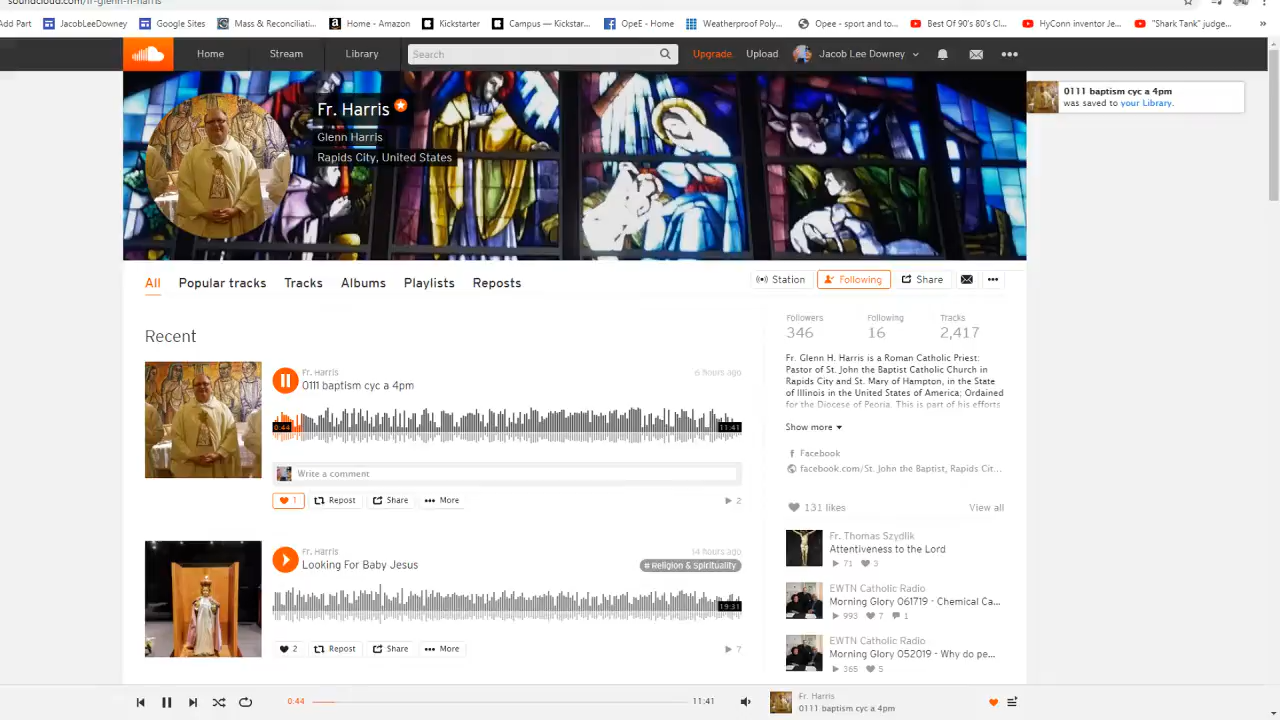 soundcloud.com/fr-glenn-h-harris
Add Part JacobLeeDowney Google Sites Mass & Reconciliati... Home - Amazon Kickstarter Campus — Kickstar... OpeE - Home Weatherproof Poly... Opee - sport and to... Best Of 90's 80's Cl... HyConn inventor Je... "Shark Tank" judge...
Home Stream Library Search Upgrade Upload Jacob Lee Downey
0111 baptism cyc a 4pm
was saved to your Library.
Fr. Harris
Glenn Harris
Rapids City, United States
All Popular tracks Tracks Albums Playlists Reposts Station Following Share
Followers Following Tracks
346 16 2,417
Recent
Fr. Glenn H. Harris is a Roman Catholic Priest:
Pastor of St. John the Baptist Catholic Church in
Rapids City and St. Mary of Hampton, in the State
of Illinois in the United States of America; Ordained
for the Diocese of Peoria. This is part of his efforts
Show more
Facebook
facebook.com/St. John the Baptist, Rapids Cit...
Fr. Harris 6 hours ago
0111 baptism cyc a 4pm
0:44 11:41
Write a comment
1 Repost Share More 2
131 likes View all
Fr. Thomas Szydlik
Attentiveness to the Lord
71 3
EWTN Catholic Radio
Morning Glory 061719 - Chemical Ca...
993 7 1
EWTN Catholic Radio
Morning Glory 052019 - Why do pe...
365 5
Fr. Harris 14 hours ago
Looking For Baby Jesus # Religion & Spirituality
19:31
2 Repost Share More 7
0:44 11:41
Fr. Harris
0111 baptism cyc a 4pm